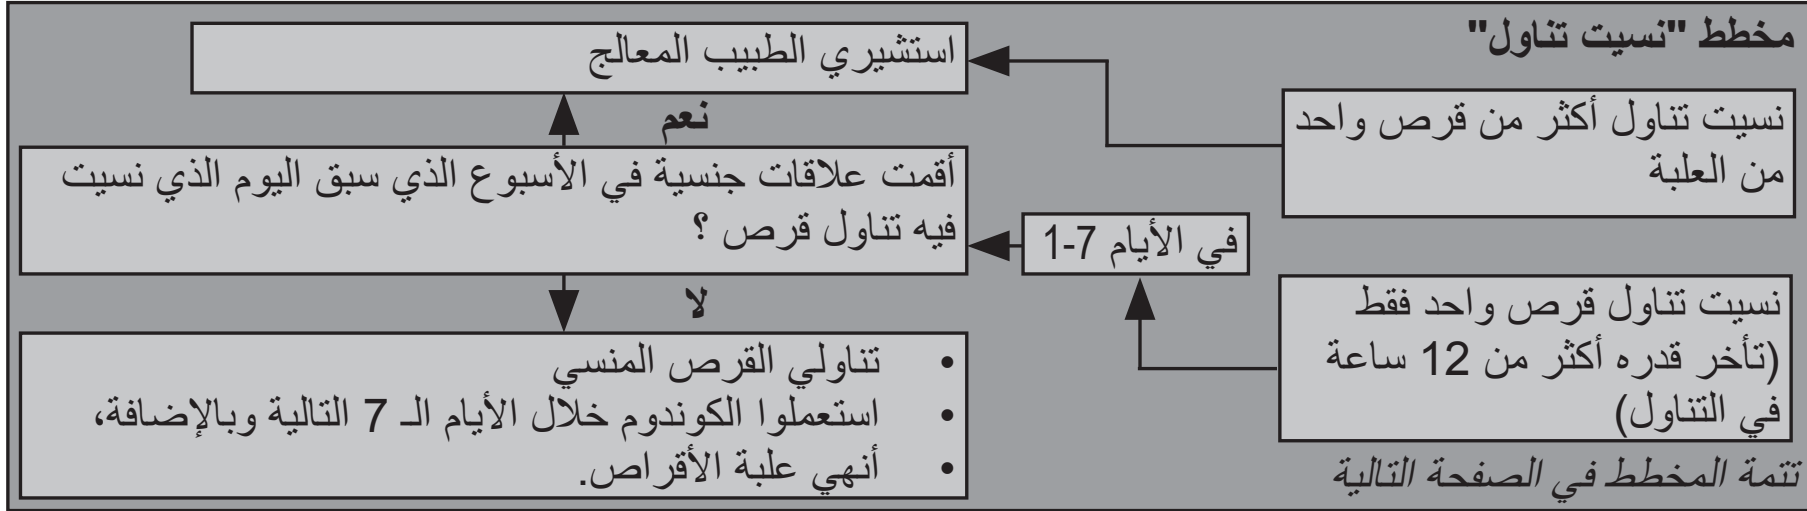 مخطط "نسيت تناول"
نسيت تناول أكثر من قرص واحد
من العلبة
استشيري الطبيب المعالج
نعم
نسيت تناول قرص واحد فقط
(تأخر قدره أكثر من 12 ساعة
في التناول)
في الأيام 1-7
أقمت علاقات جنسية في الأسبوع الذي سبق اليوم الذي نسيت
فيه تناول قرص ؟
لا
• تناولي القرص المنسي
• استعملوا الكوندوم خلال الأيام الـ 7 التالية وبالإضافة،
• أنهي علبة الأقراص.
تتمة المخطط في الصفحة التالية